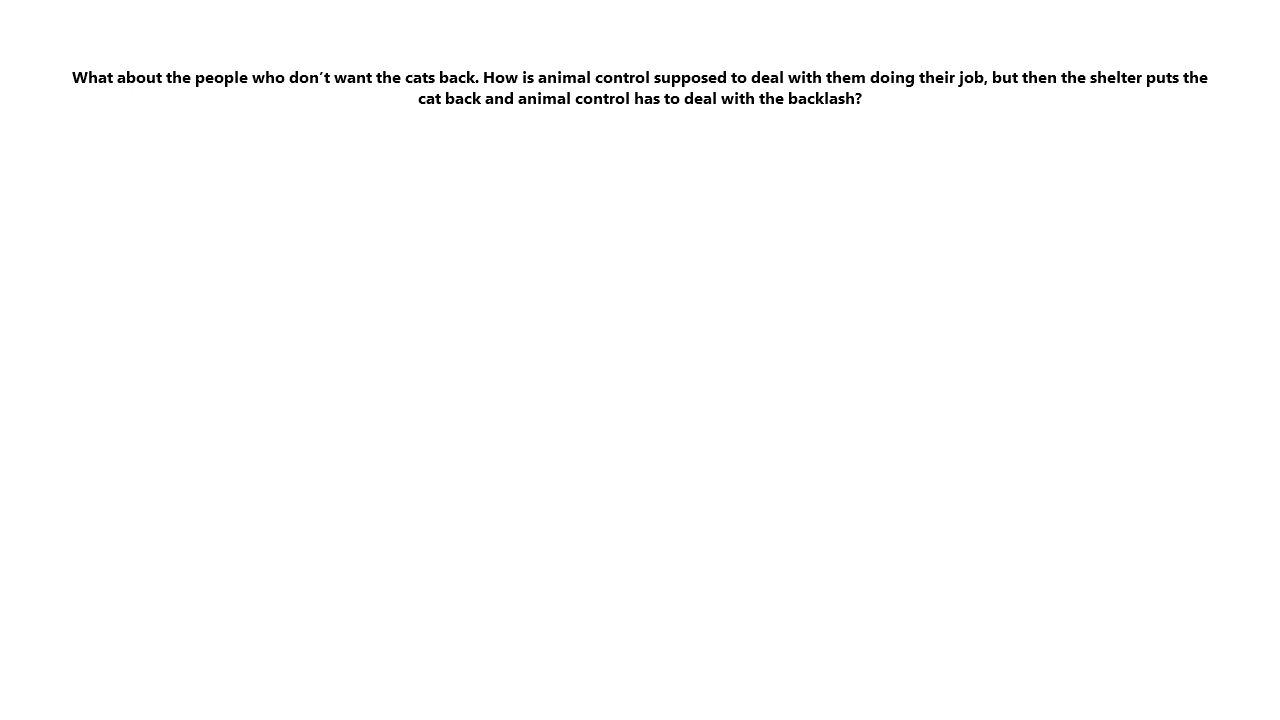 What about the people who don’t want the cats back. How is animal control supposed to deal with them doing their job, but then the shelter puts the
cat back and animal control has to deal with the backlash?